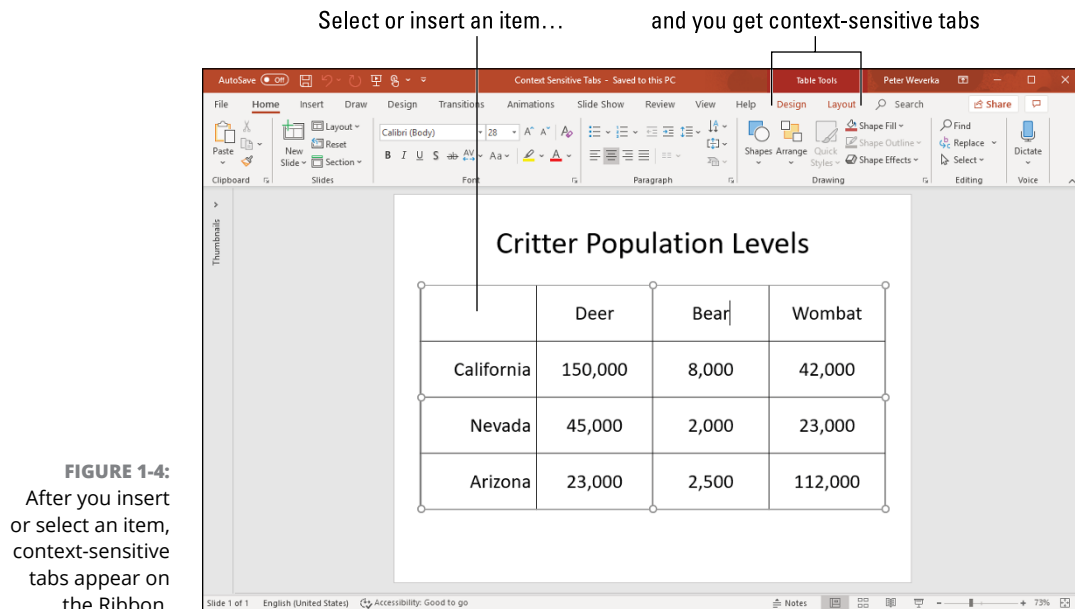 Select or insert an item…
and you get context-sensitive tabs
AutoSave Off
Context Sensitive Tabs - Saved to this PC
Table Tools
Peter Weverka
File Home Insert Draw Design Transitions Animations Slide Show Review View Help Design Layout Search Share
Paste
Clipboard
New
Slide
Layout
Reset
Section
Slides
Calibri (Body) 28 A A A
B I U S ab AV Aa A
Font
Paragraph
Shapes Arrange Quick
Styles
Shape Fill
Shape Outline
Shape Effects
Drawing
Find
Replace
Select
Editing
Dictate
Voice
Thumbnails
Critter Population Levels
Deer Bear Wombat
California 150,000 8,000 42,000
Nevada 45,000 2,000 23,000
Arizona 23,000 2,500 112,000
Slide 1 of 1 English (United States) Accessibility: Good to go Notes - + 73%
FIGURE 1-4:
After you insert
or select an item,
context-sensitive
tabs appear on
the Ribbon.